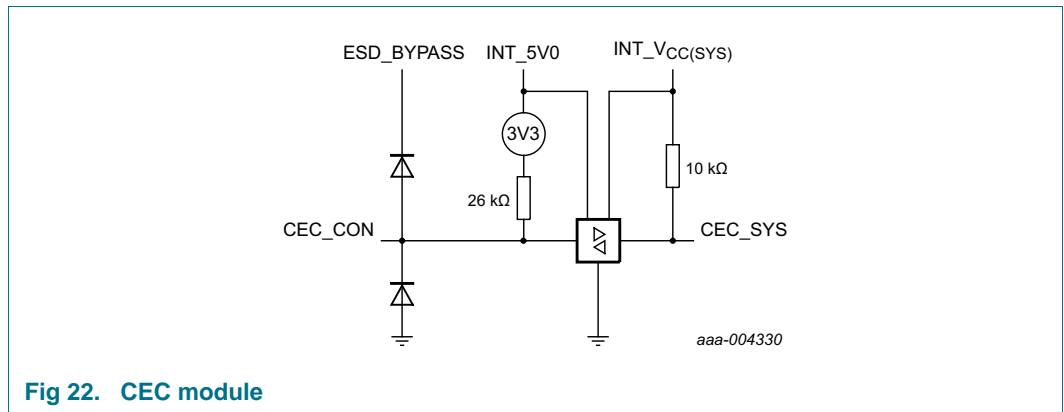 ESD_BYPASS INT_5V0 INT_VCC(SYS)
3V3
10 kΩ
26 kΩ
CEC_CON CEC_SYS
aaa-004330
Fig 22. CEC module